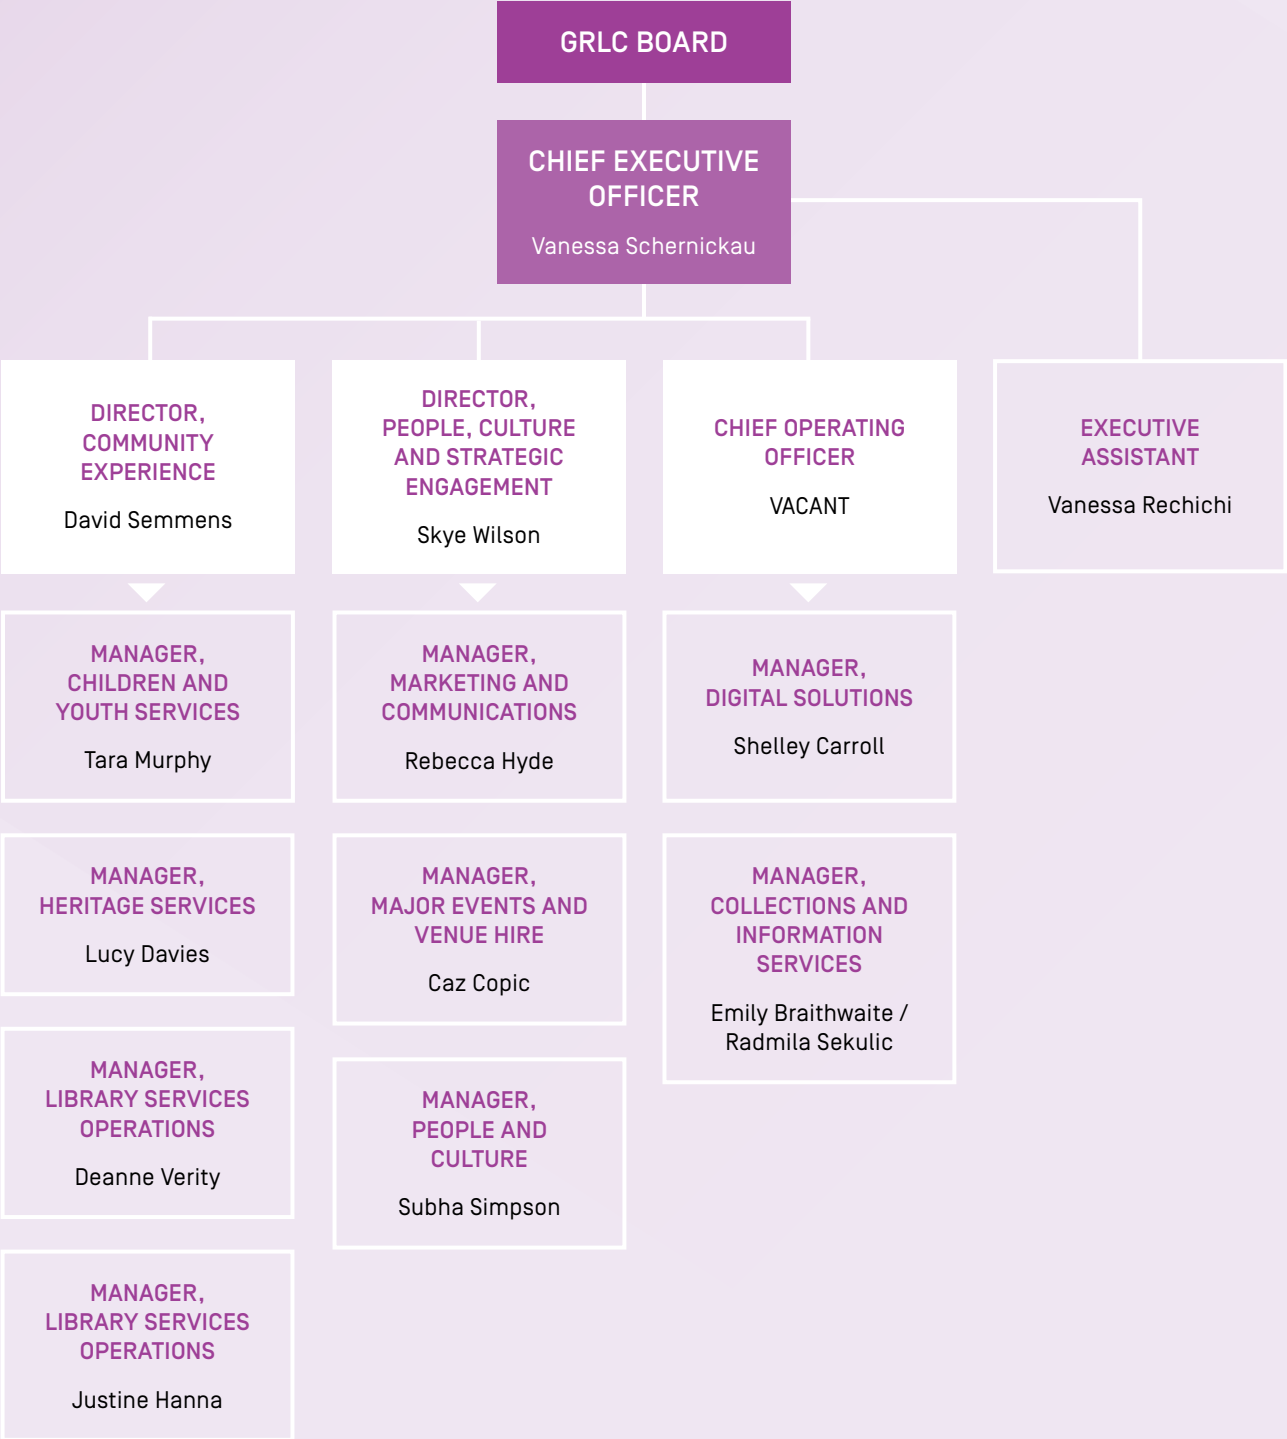 GRLC BOARD
CHIEF EXECUTIVE
OFFICER
Vanessa Schernickau
DIRECTOR,
COMMUNITY
EXPERIENCE
David Semmens
DIRECTOR,
PEOPLE, CULTURE
AND STRATEGIC
ENGAGEMENT
Skye Wilson
CHIEF OPERATING
OFFICER
VACANT
EXECUTIVE
ASSISTANT
Vanessa Rechichi
MANAGER,
CHILDREN AND
YOUTH SERVICES
Tara Murphy
MANAGER,
HERITAGE SERVICES
Lucy Davies
MANAGER,
LIBRARY SERVICES
OPERATIONS
Deanne Verity
MANAGER,
LIBRARY SERVICES
OPERATIONS
Justine Hanna
MANAGER,
MARKETING AND
COMMUNICATIONS
Rebecca Hyde
MANAGER,
MAJOR EVENTS AND
VENUE HIRE
Caz Copic
MANAGER,
PEOPLE AND
CULTURE
Subha Simpson
MANAGER,
DIGITAL SOLUTIONS
Shelley Carroll
MANAGER,
COLLECTIONS AND
INFORMATION
SERVICES
Emily Braithwaite /
Radmila Sekulic